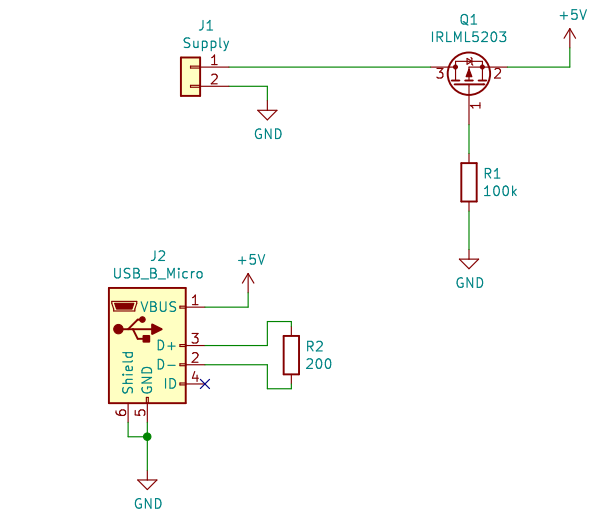 J1
Supply
1
2
GND
Q1
IRLML5203
3
2
1
+5V
R1
100k
GND
J2
USB_B_Micro
+5V
VBUS
1
D+
3
D-
2
ID
4
Shield
GND
6
5
R2
200
GND